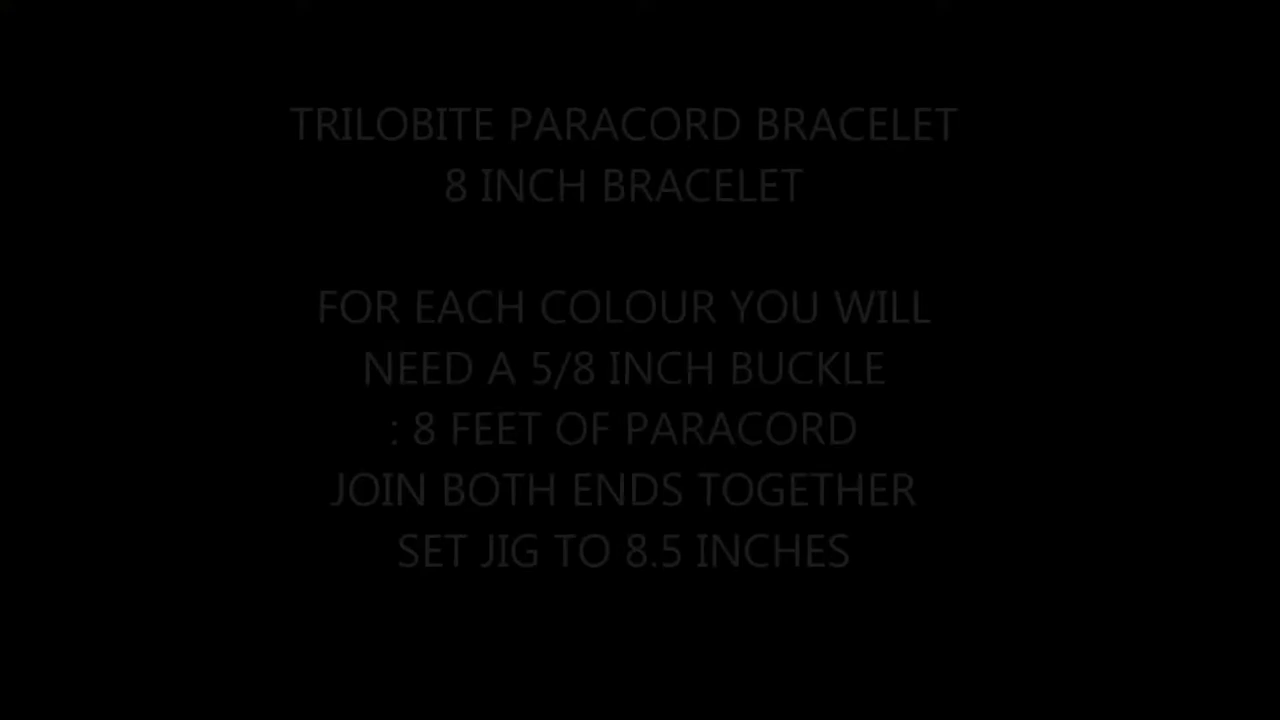 TRILOBITE PARACORD BRACELET
8 INCH BRACELET
FOR EACH COLOUR YOU WILL
NEED A 5/8 INCH BUCKLE
: 8 FEET OF PARACORD
JOIN BOTH ENDS TOGETHER
SET JIG TO 8.5 INCHES